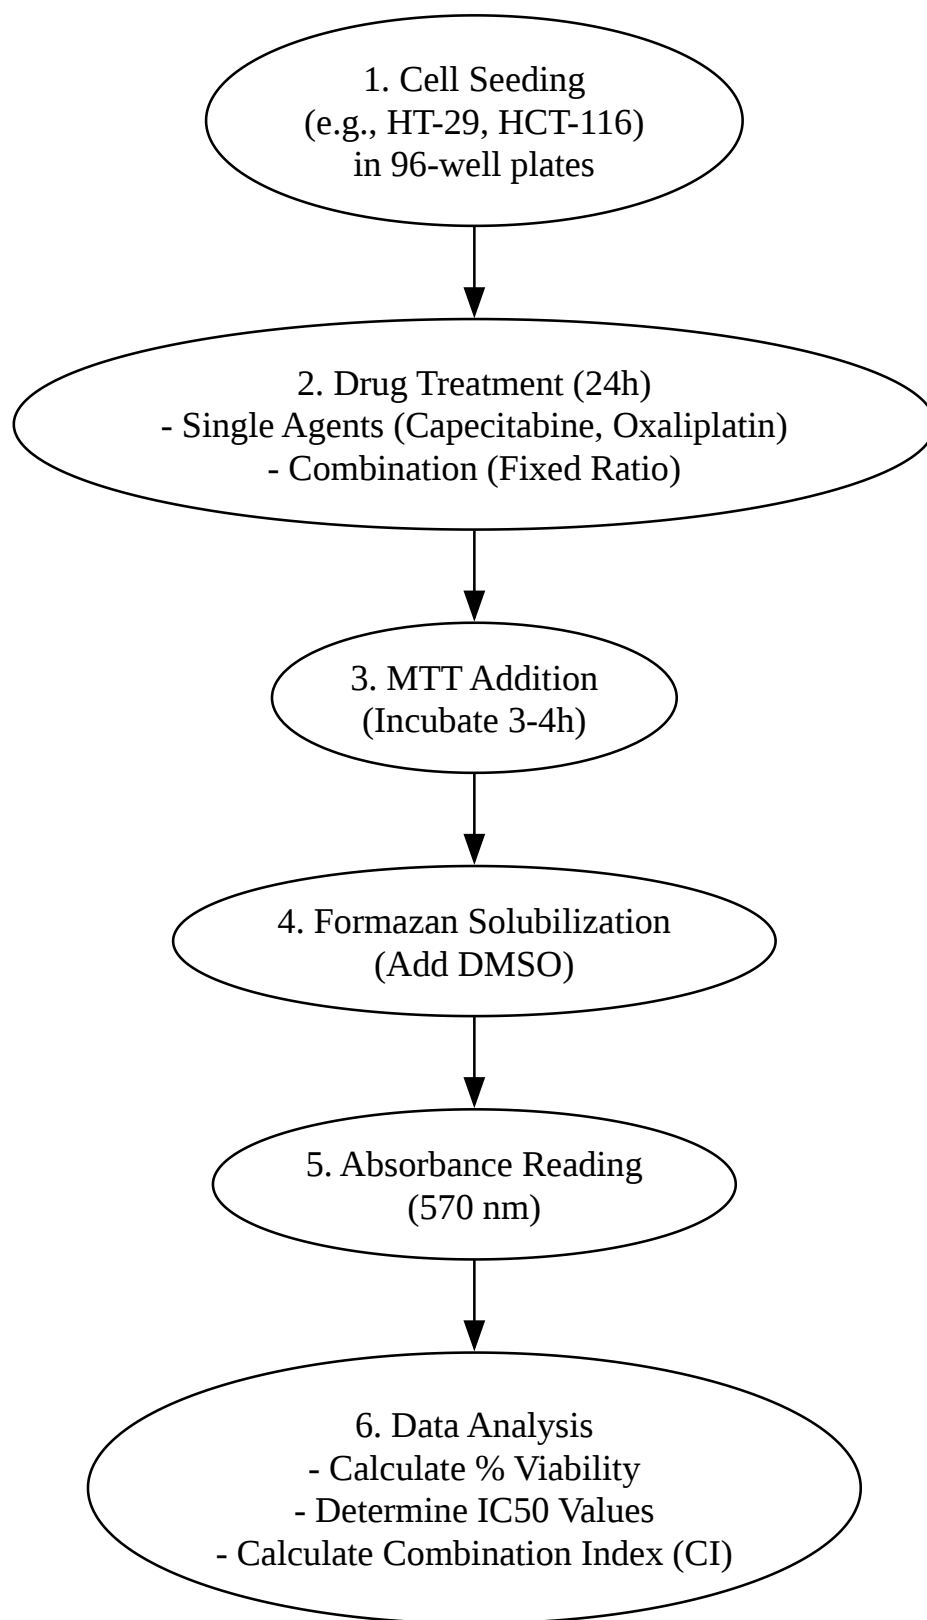 1. Cell Seeding
(e.g., HT-29, HCT-116)
in 96-well plates
2. Drug Treatment (24h)
- Single Agents (Capecitabine, Oxaliplatin)
- Combination (Fixed Ratio)
3. MTT Addition
(Incubate 3-4h)
4. Formazan Solubilization
(Add DMSO)
5. Absorbance Reading
(570 nm)
6. Data Analysis
- Calculate % Viability
- Determine IC50 Values
- Calculate Combination Index (CI)